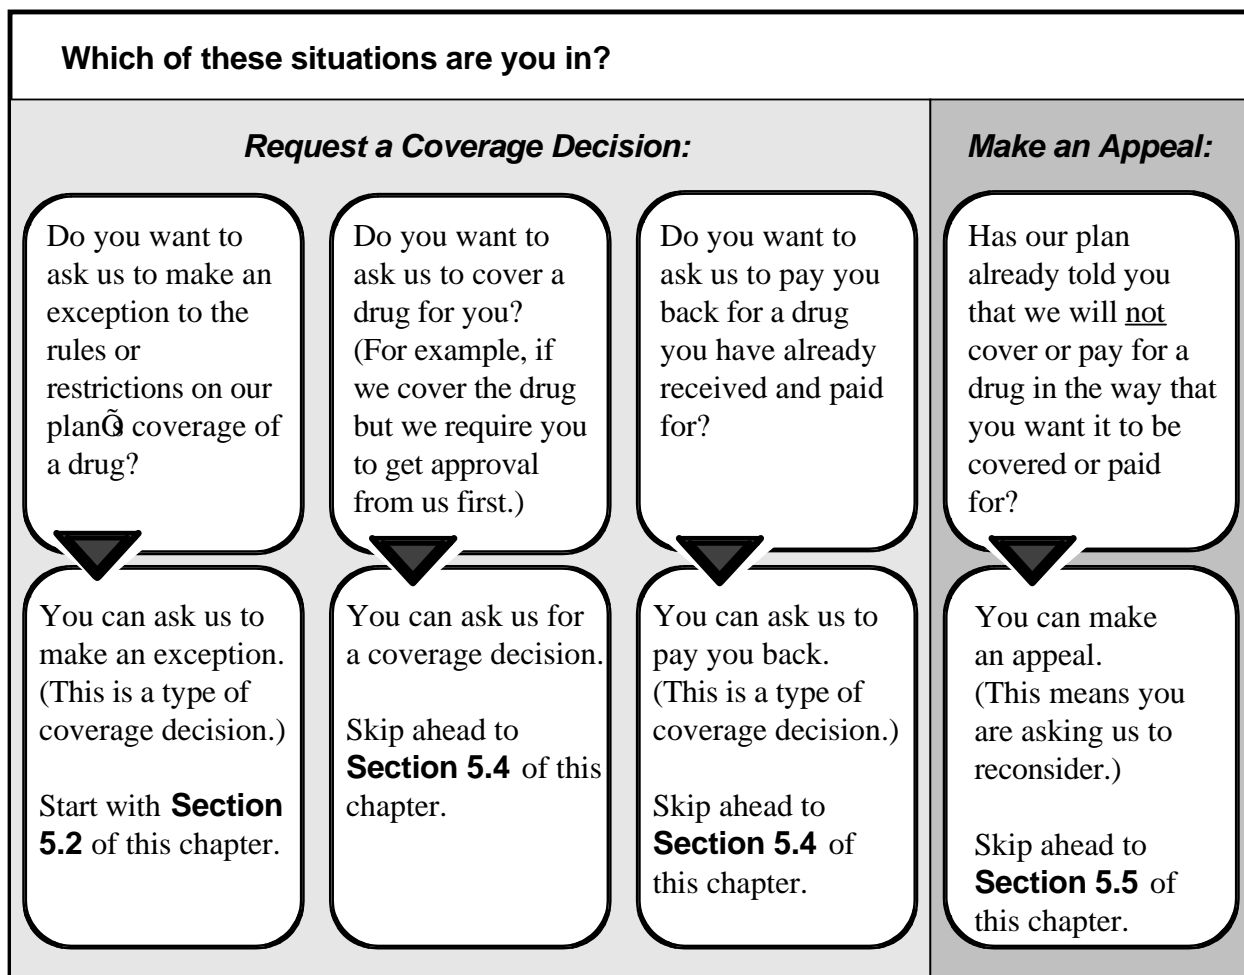 Which of these situations are you in?
Request a Coverage Decision:
Do you want to
ask us to make an
exception to the
rules or
restrictions on our
planÕs coverage of
a drug?
You can ask us to
make an exception.
(This is a type of
coverage decision.)
Start with Section
5.2 of this chapter.
Do you want to
ask us to cover a
drug for you?
(For example, if
we cover the drug
but we require you
to get approval
from us first.)
You can ask us for
a coverage decision.
Skip ahead to
Section 5.4 of this
chapter.
Do you want to
ask us to pay you
back for a drug
you have already
received and paid
for?
You can ask us to
pay you back.
(This is a type of
coverage decision.)
Skip ahead to
Section 5.4 of
this chapter.
Make an Appeal:
Has our plan
already told you
that we will not
cover or pay for a
drug in the way that
you want it to be
covered or paid
for?
You can make
an appeal.
(This means you
are asking us to
reconsider.)
Skip ahead to
Section 5.5 of
this chapter.